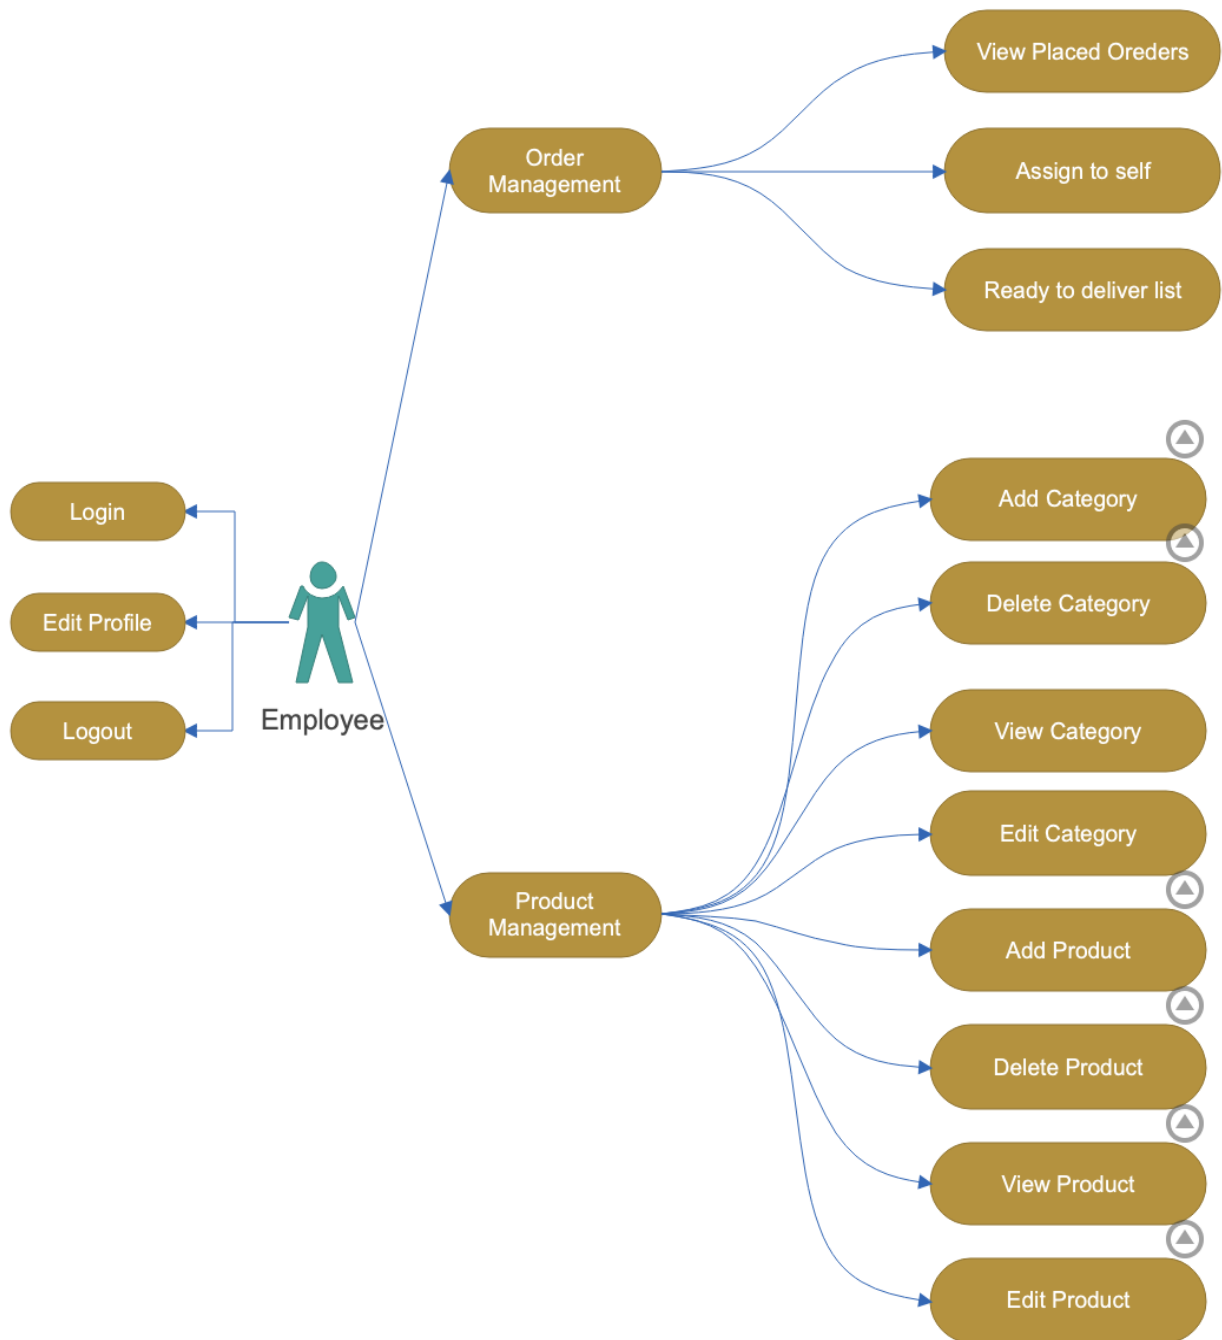 View Placed Oreders
Order
Management
Assign to self
Ready to deliver list
Login
Add Category
Edit Profile
Delete Category
Logout
Employee
View Category
Edit Category
Product
Management
Add Product
Delete Product
View Product
Edit Product